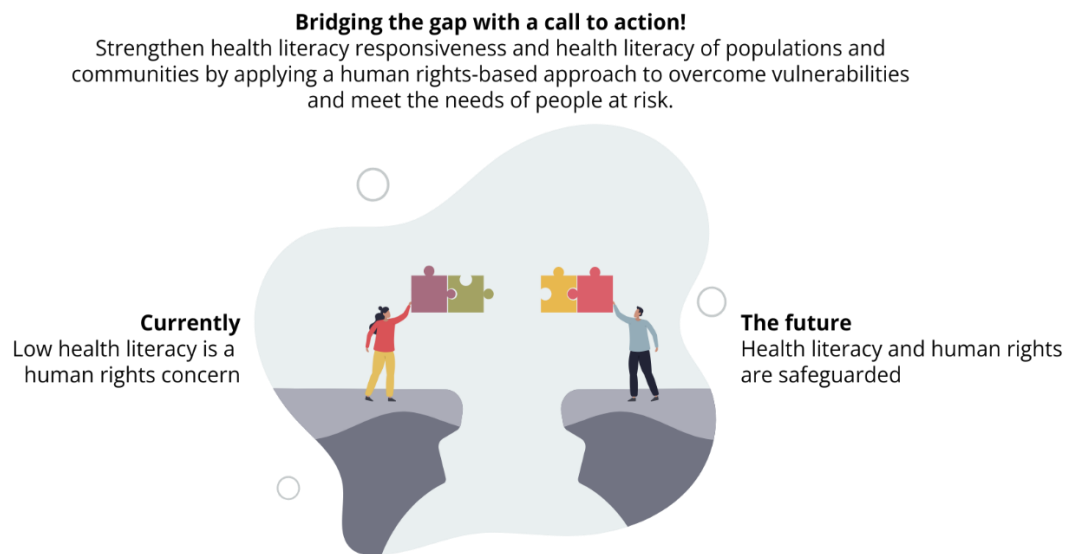 Bridging the gap with a call to action!
Strengthen health literacy responsiveness and health literacy of populations and
communities by applying a human rights-based approach to overcome vulnerabilities
and meet the needs of people at risk.
Currently
Low health literacy is a
human rights concern
The future
Health literacy and human rights
are safeguarded